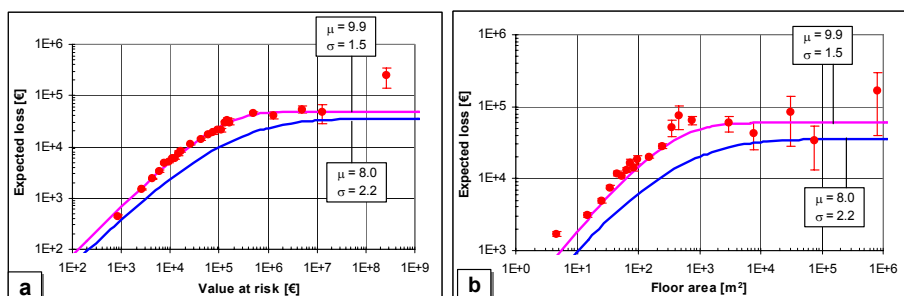 μ = 9.9
σ = 1.5
1E+6
1E+5
1E+4
1E+3
1E+2
Expected loss [€]
μ = 8.0
σ = 2.2
1E+2 1E+3 1E+4 1E+5 1E+6 1E+7 1E+8 1E+9
Value at risk [€]
a
μ = 9.9
σ = 1.5
1E+6
1E+5
1E+4
1E+3
Expected loss [€]
μ = 8.0
σ = 2.2
1E+0 1E+1 1E+2 1E+3 1E+4 1E+5 1E+6
Floor area [m²]
b